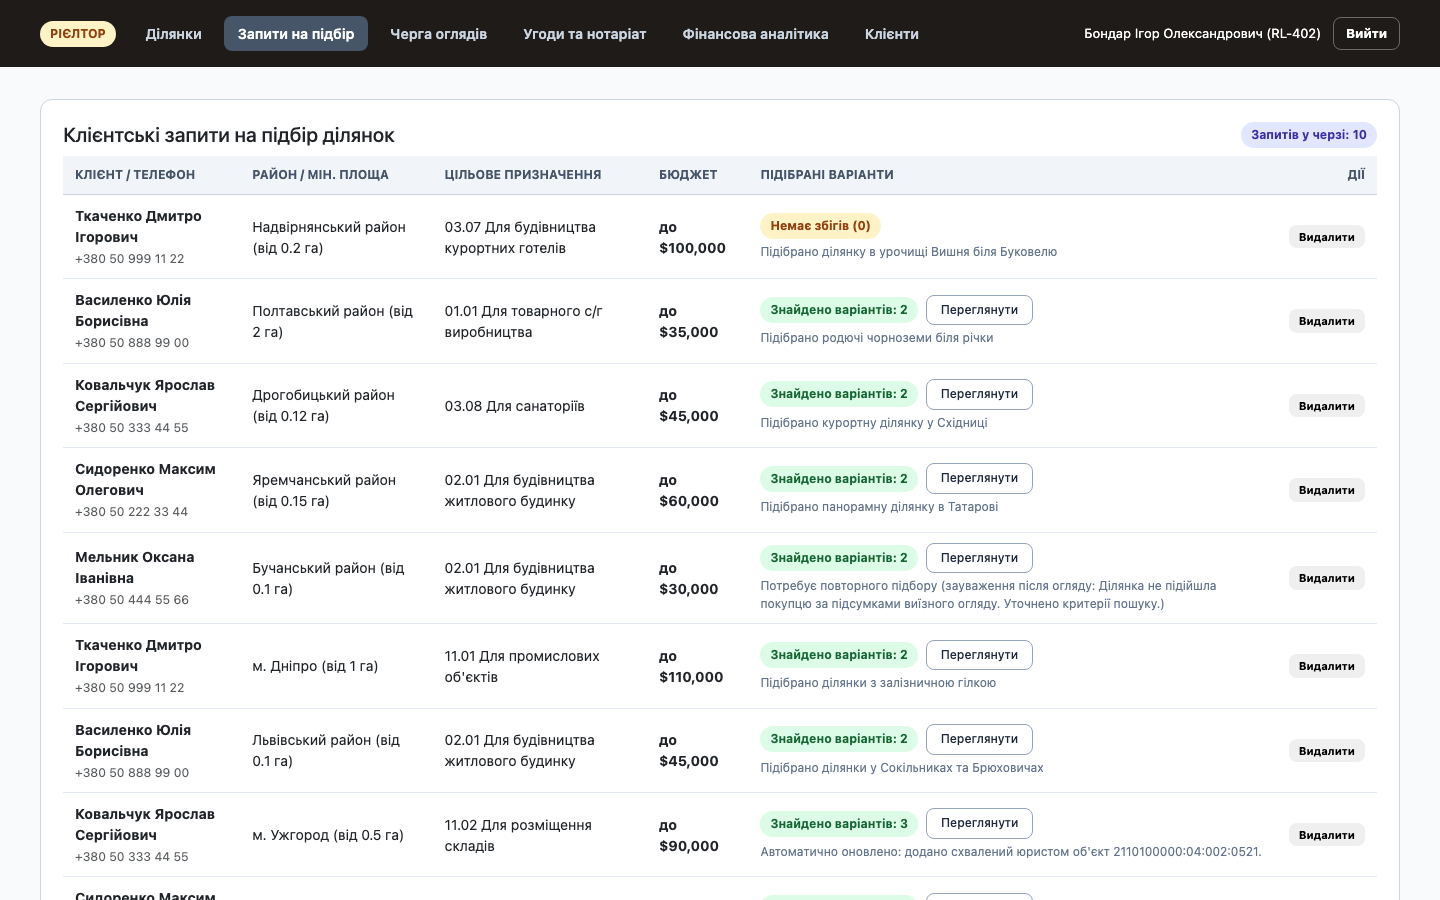 РІЄЛТОР Ділянки Запити на підбір Черга оглядів Угоди та нотаріат Фінансова аналітика Клієнти Бондар Ігор Олександрович (RL-402) Вийти
Клієнтські запити на підбір ділянок Запитів у черзі: 10
КЛІЄНТ / ТЕЛЕФОН РАЙОН / МІН. ПЛОЩА ЦІЛЬОВЕ ПРИЗНАЧЕННЯ БЮДЖЕТ ПІДІБРАНІ ВАРІАНТИ ДІЇ
Ткаченко Дмитро
Ігорович
+380 50 999 11 22
Надвірнянський район
(від 0.2 га)
03.07 Для будівництва
курортних готелів
до
$100,000
Немає збігів (0)
Підібрано ділянку в урочищі Вишня біля Буковелю
Видалити
Василенко Юлія
Борисівна
+380 50 888 99 00
Полтавський район (від
2 га)
01.01 Для товарного с/г
виробництва
до
$35,000
Знайдено варіантів: 2 Переглянути
Підібрано родючі чорноземи біля річки
Видалити
Ковальчук Ярослав
Сергійович
+380 50 333 44 55
Дрогобицький район
(від 0.12 га)
03.08 Для санаторіїв
до
$45,000
Знайдено варіантів: 2 Переглянути
Підібрано курортну ділянку у Східниці
Видалити
Сидоренко Максим
Олегович
+380 50 222 33 44
Яремчанський район
(від 0.15 га)
02.01 Для будівництва
житлового будинку
до
$60,000
Знайдено варіантів: 2 Переглянути
Підібрано панорамну ділянку в Татарові
Видалити
Мельник Оксана
Іванівна
+380 50 444 55 66
Бучанський район (від
0.1 га)
02.01 Для будівництва
житлового будинку
до
$30,000
Знайдено варіантів: 2 Переглянути
Потребує повторного підбору (зауваження після огляду: Ділянка не підійшла
покупцю за підсумками виїзного огляду. Уточнено критерії пошуку.)
Видалити
Ткаченко Дмитро
Ігорович
+380 50 999 11 22
м. Дніпро (від 1 га)
11.01 Для промислових
об'єктів
до
$110,000
Знайдено варіантів: 2 Переглянути
Підібрано ділянки з залізничною гілкою
Видалити
Василенко Юлія
Борисівна
+380 50 888 99 00
Львівський район (від
0.1 га)
02.01 Для будівництва
житлового будинку
до
$45,000
Знайдено варіантів: 2 Переглянути
Підібрано ділянки у Сокільниках та Брюховичах
Видалити
Ковальчук Ярослав
Сергійович
+380 50 333 44 55
м. Ужгород (від 0.5 га)
11.02 Для розміщення
складів
до
$90,000
Знайдено варіантів: 3 Переглянути
Автоматично оновлено: додано схвалений юристом об'єкт 2110100000:04:002:0521.
Видалити
Сидоренко Максим